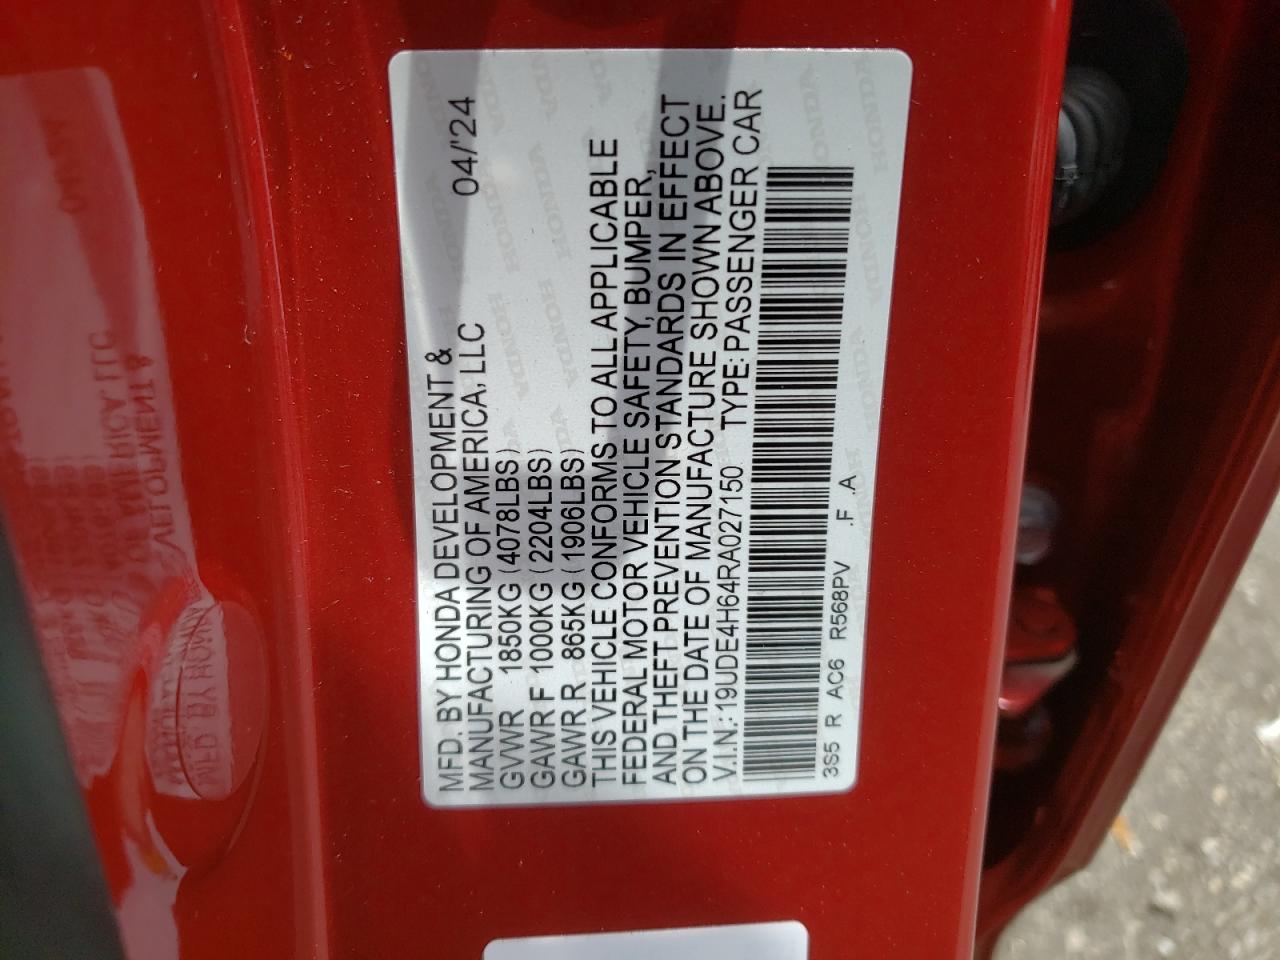 04/'24
MFD. BY HONDA DEVELOPMENT &
MANUFACTURING OF AMERICA, LLC
GVWR 1850KG (4078LBS)
GAWR F 1000KG (2204LBS)
GAWR R 865KG (1906LBS)
THIS VEHICLE CONFORMS TO ALL APPLICABLE
FEDERAL MOTOR VEHICLE SAFETY, BUMPER,
AND THEFT PREVENTION STANDARDS IN EFFECT
ON THE DATE OF MANUFACTURE SHOWN ABOVE.
V.I.N.: 19UDE4H64RA027150 TYPE: PASSENGER CAR
3S5 R AC6 R568PV .F .A